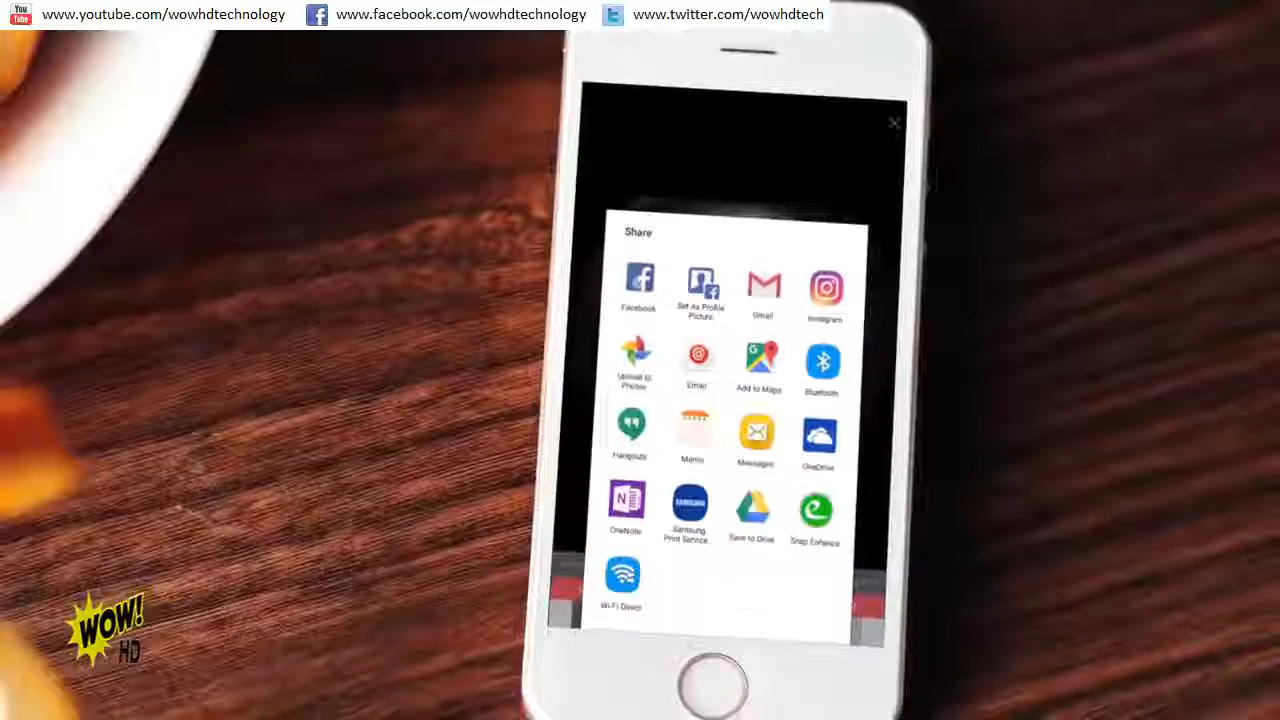 You Tube www.youtube.com/wowhdtechnology f www.facebook.com/wowhdtechnology t www.twitter.com/wowhdtech
Share
Facebook Set As Profile Picture Gmail Instagram
Upload to Photos Email Add to Maps Bluetooth
Hangouts Memo Messages OneDrive
N OneNote SAMSUNG Samsung Print Service... Save to Drive Snap Enhance
Wi-Fi Direct
WOW!
HD